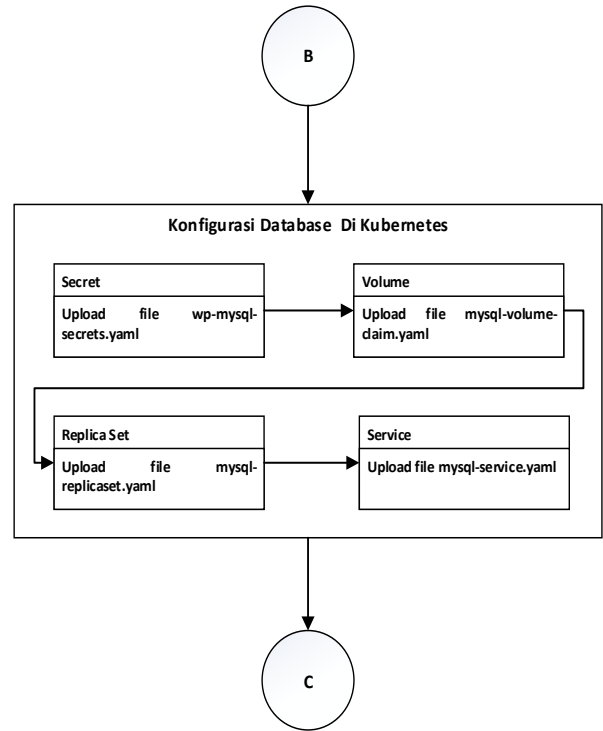 B
Konfigurasi Database Di Kubernetes
Secret
Upload file wp-mysql-
secrets.yaml
Volume
Upload file mysql-volume-
claim.yaml
Replica Set
Upload file mysql-
replicaset.yaml
Service
Upload file mysql-service.yaml
C